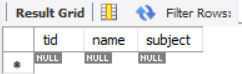 Result Grid Filter Rows:
tid name subject
NULL NULL NULL